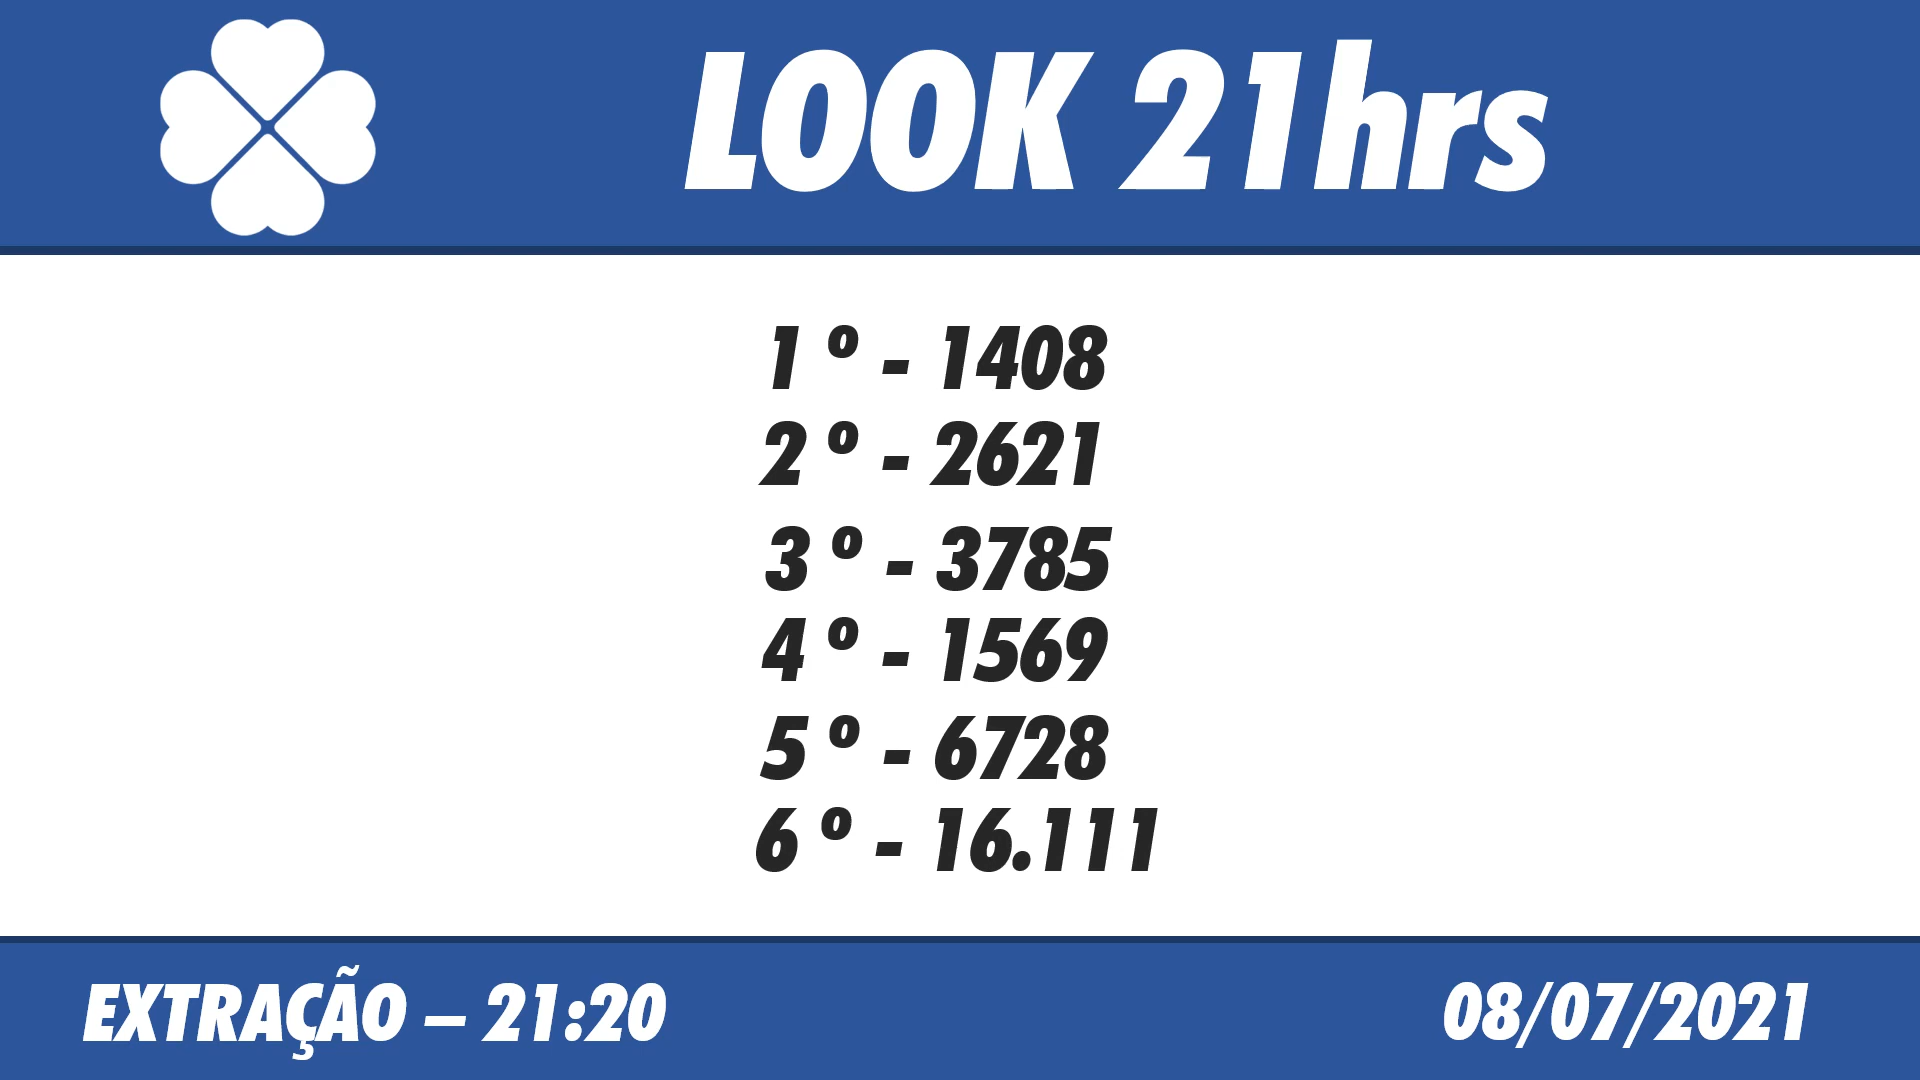 LOOK 21hrs
1 º - 1408
2 º - 2621
3 º - 3785
4 º - 1569
5 º - 6728
6 º - 16.111
EXTRAÇÃO – 21:20
08/07/2021